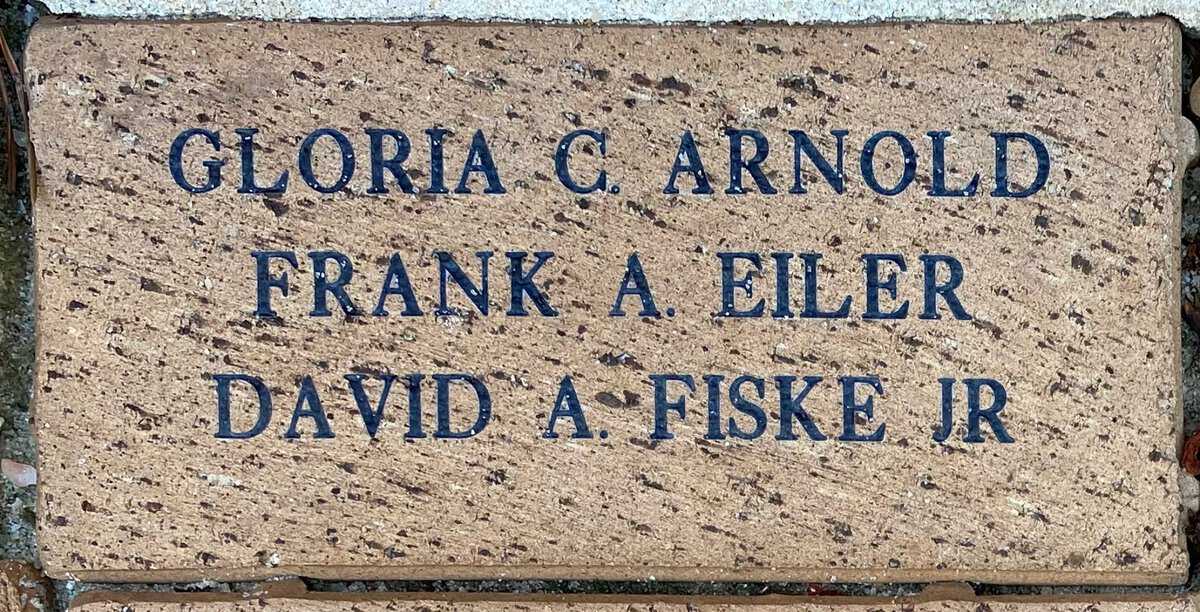 GLORIA C. ARNOLD
FRANK A. EILER
DAVID A. FISKE JR